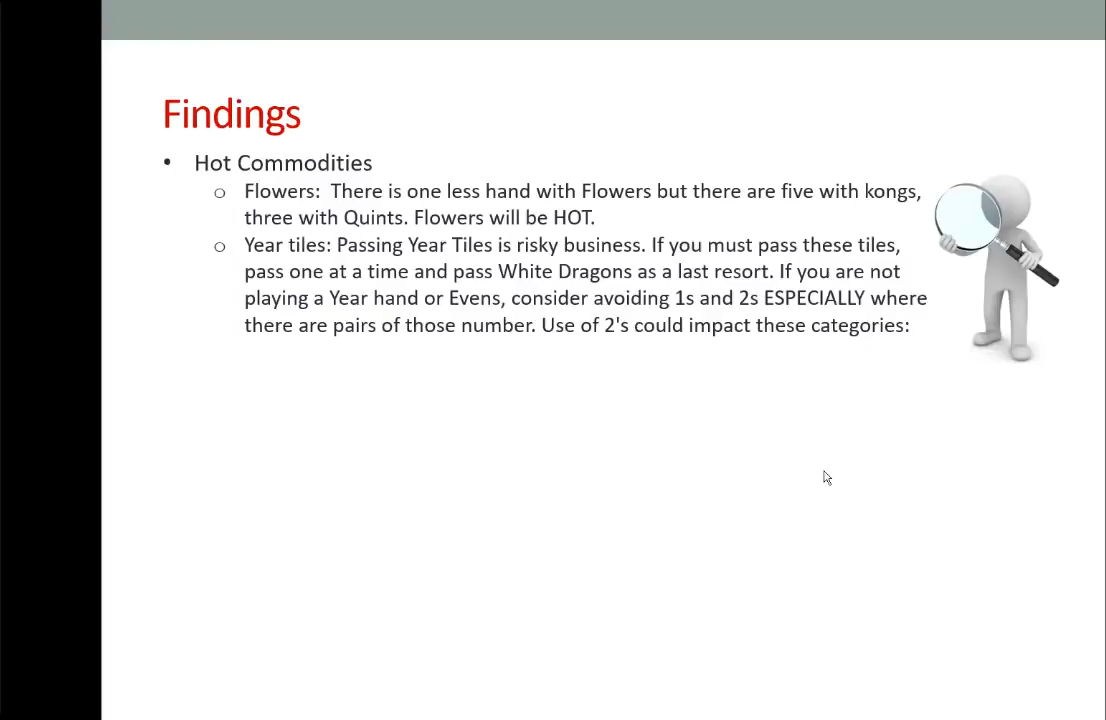 Findings
• Hot Commodities
o Flowers: There is one less hand with Flowers but there are five with kongs,
three with Quints. Flowers will be HOT.
o Year tiles: Passing Year Tiles is risky business. If you must pass these tiles,
pass one at a time and pass White Dragons as a last resort. If you are not
playing a Year hand or Evens, consider avoiding 1s and 2s ESPECIALLY where
there are pairs of those number. Use of 2's could impact these categories: